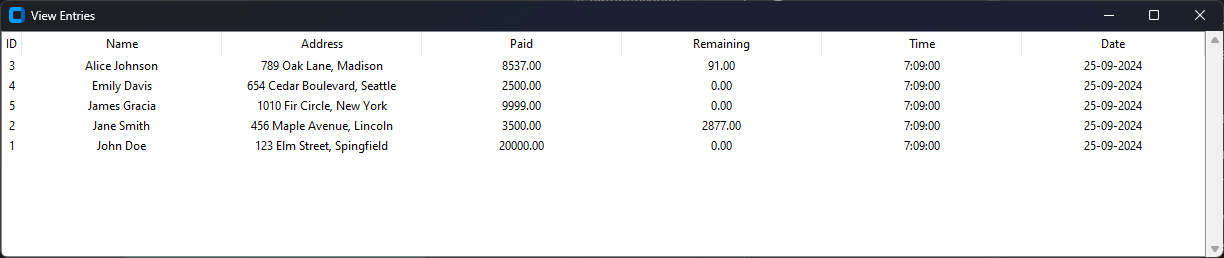 View Entries
ID Name Address Paid Remaining Time Date
3 Alice Johnson 789 Oak Lane, Madison 8537.00 91.00 7:09:00 25-09-2024
4 Emily Davis 654 Cedar Boulevard, Seattle 2500.00 0.00 7:09:00 25-09-2024
5 James Gracia 1010 Fir Circle, New York 9999.00 0.00 7:09:00 25-09-2024
2 Jane Smith 456 Maple Avenue, Lincoln 3500.00 2877.00 7:09:00 25-09-2024
1 John Doe 123 Elm Street, Spingfield 20000.00 0.00 7:09:00 25-09-2024